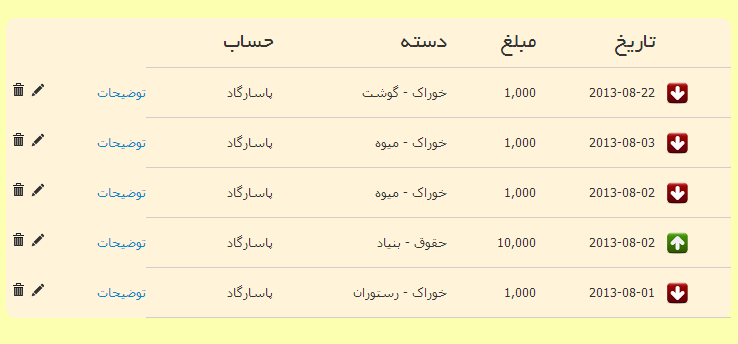 تاریخ مبلغ دسته حساب
2013-08-22 1,000 خوراک - گوشت پاسارگاد توضیحات
2013-08-03 1,000 خوراک - میوه پاسارگاد توضیحات
2013-08-02 1,000 خوراک - میوه پاسارگاد توضیحات
2013-08-02 10,000 حقوق - بنیاد پاسارگاد توضیحات
2013-08-01 1,000 خوراک - رستوران پاسارگاد توضیحات